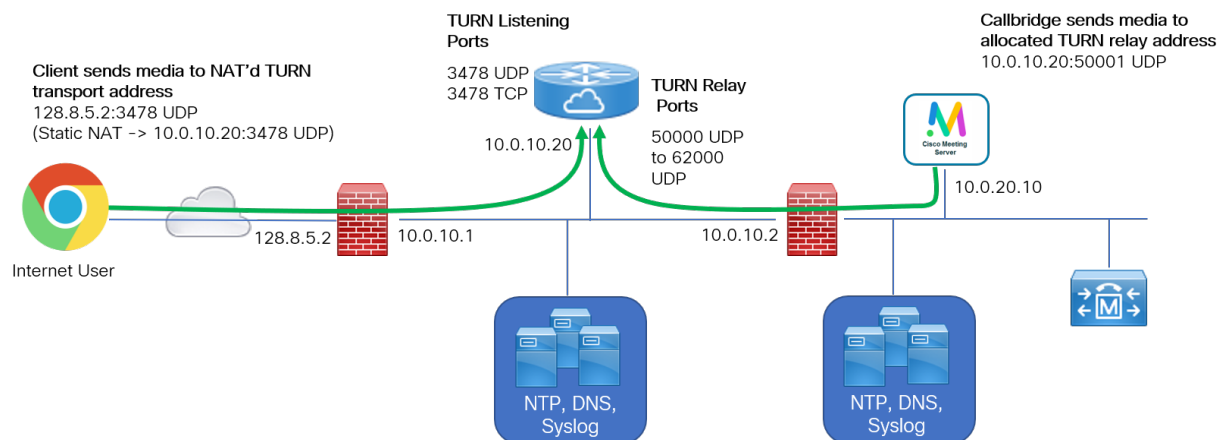 Client sends media to NAT'd TURN
transport address
128.8.5.2:3478 UDP
(Static NAT -> 10.0.10.20:3478 UDP)
Internet User
128.8.5.2
10.0.10.1
TURN Listening
Ports
3478 UDP
3478 TCP
10.0.10.20
TURN Relay
Ports
50000 UDP
to 62000
UDP
10.0.10.2
Callbridge sends media to
allocated TURN relay address
10.0.10.20:50001 UDP
Cisco Meeting
Server
10.0.20.10
M
NTP, DNS,
Syslog
NTP, DNS,
Syslog